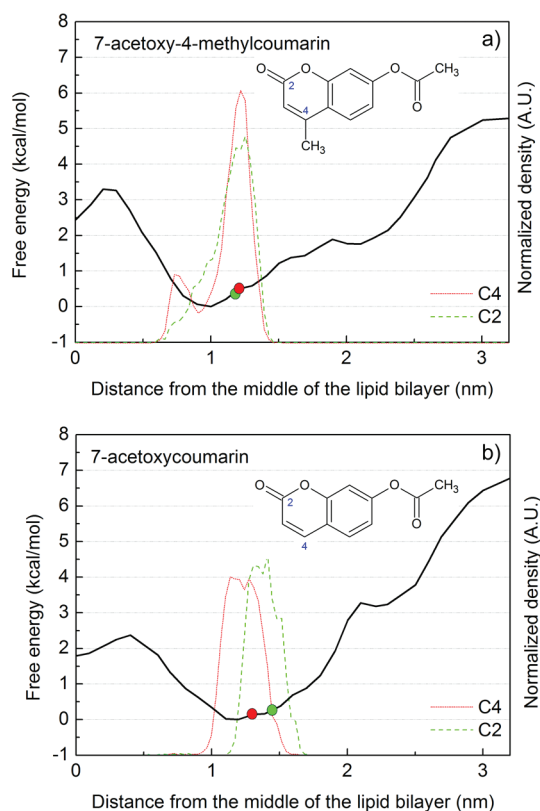 7-acetoxy-4-methylcoumarin
a)
8
7
6
5
4
3
2
1
0
-1
Free energy (kcal/mol)
Normalized density (A.U.)
O
O
2
4
CH3
O
O
CH3
C4
C2
0
1
2
3
Distance from the middle of the lipid bilayer (nm)
7-acetoxycoumarin
b)
8
7
6
5
4
3
2
1
0
-1
Free energy (kcal/mol)
Normalized density (A.U.)
O
O
2
4
O
O
CH3
C4
C2
0
1
2
3
Distance from the middle of the lipid bilayer (nm)